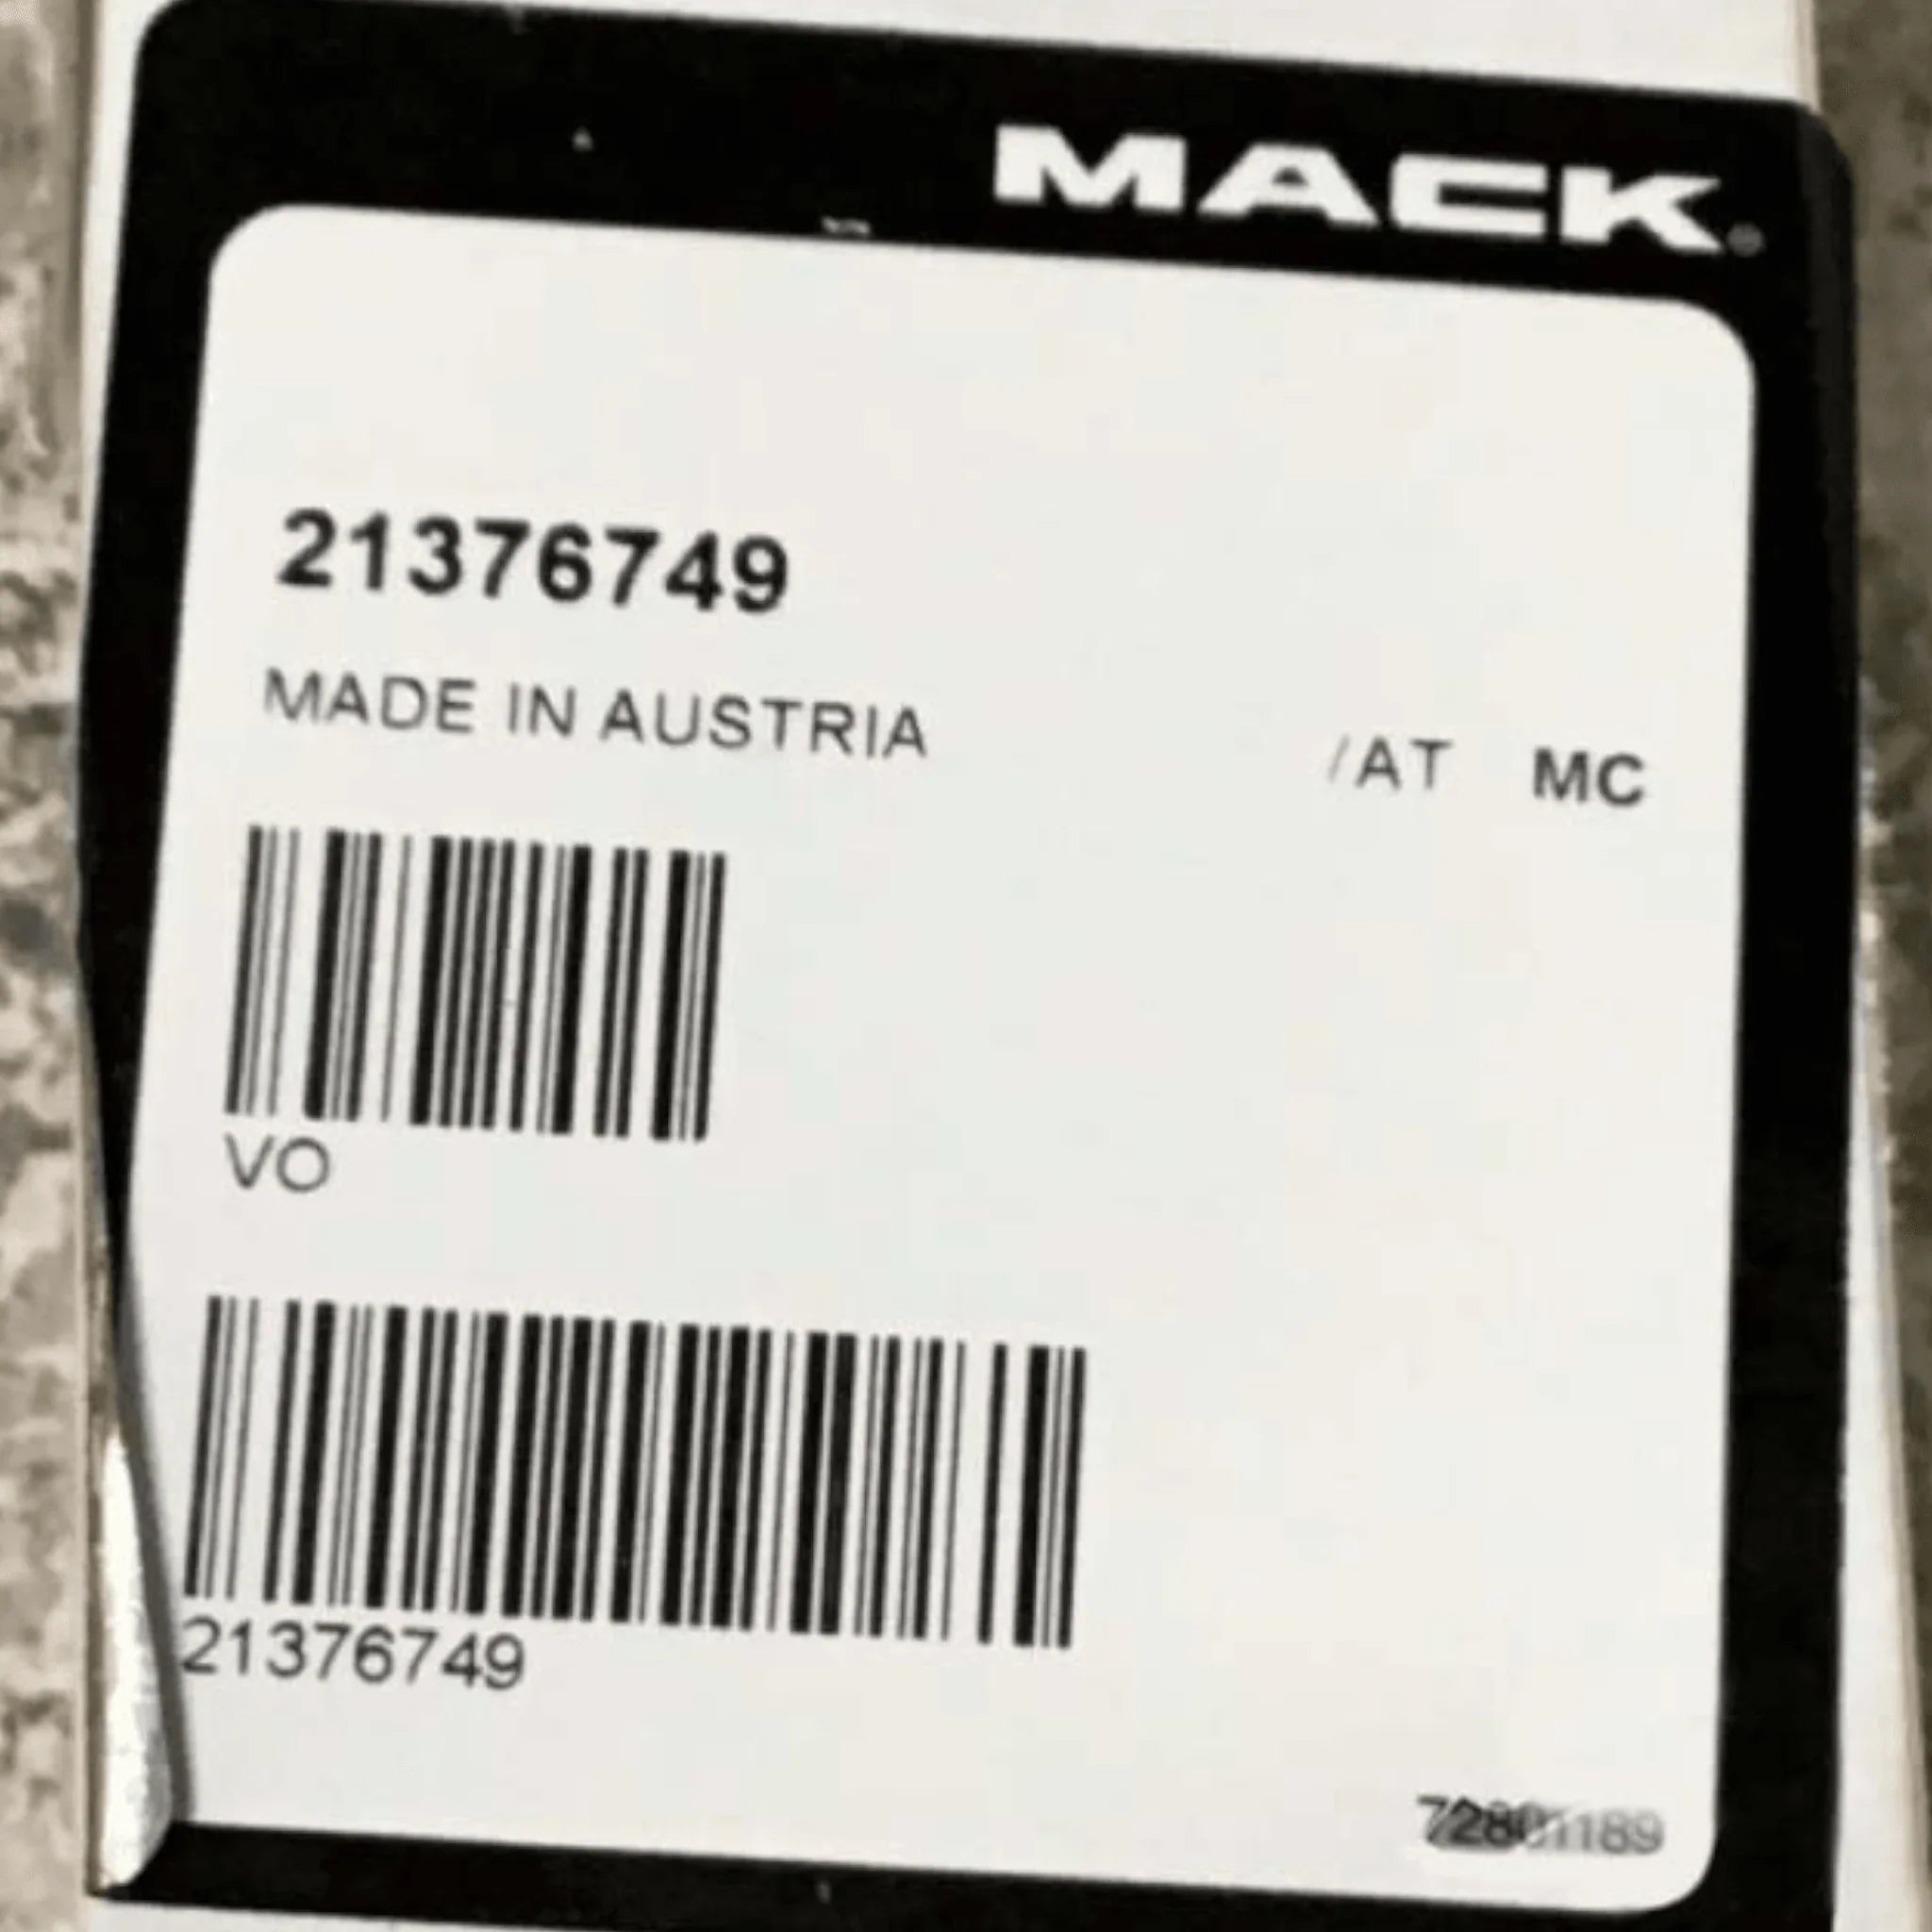 MACK
21376749
MADE IN AUSTRIA /AT MC
VO
21376749